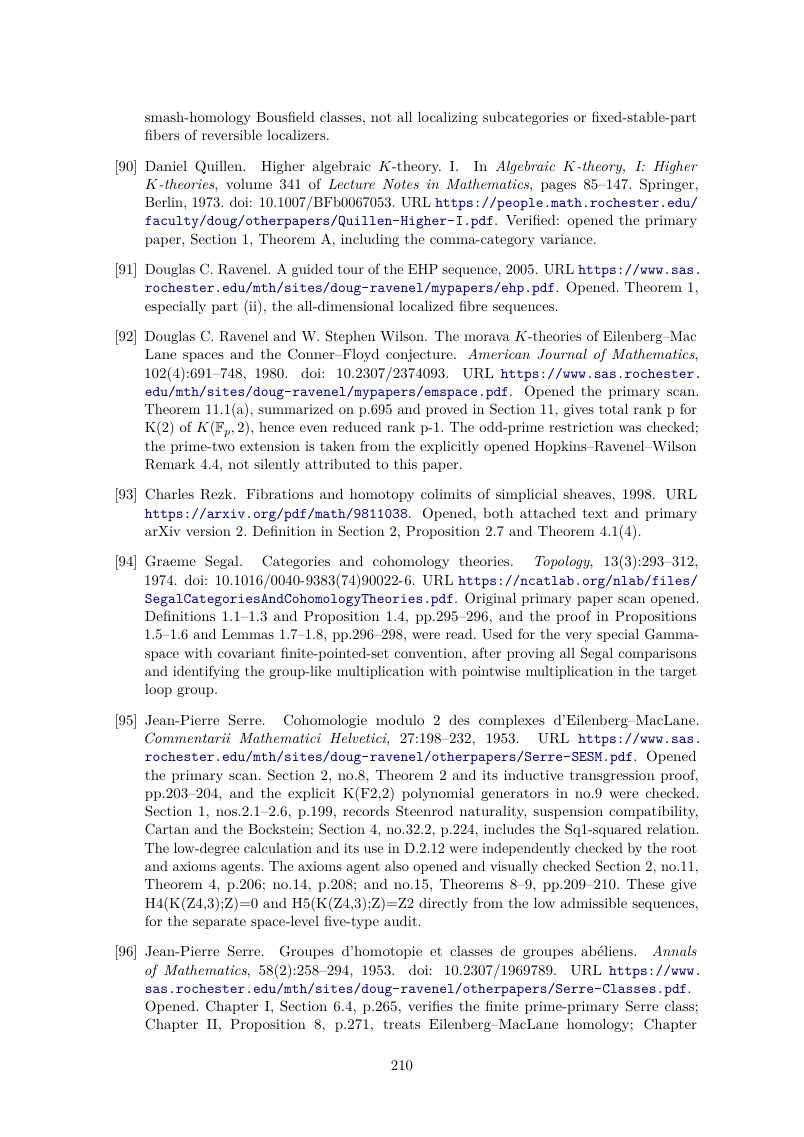 smash-homology Bousfield classes, not all localizing subcategories or fixed-stable-part
fibers of reversible localizers.
[90] Daniel Quillen. Higher algebraic K-theory. I. In Algebraic K-theory, I: Higher
K-theories, volume 341 of Lecture Notes in Mathematics, pages 85–147. Springer,
Berlin, 1973. doi: 10.1007/BFb0067053. URL https://people.math.rochester.edu/
faculty/doug/otherpapers/Quillen-Higher-I.pdf. Verified: opened the primary
paper, Section 1, Theorem A, including the comma-category variance.
[91] Douglas C. Ravenel. A guided tour of the EHP sequence, 2005. URL https://www.sas.
rochester.edu/mth/sites/doug-ravenel/mypapers/ehp.pdf. Opened. Theorem 1,
especially part (ii), the all-dimensional localized fibre sequences.
[92] Douglas C. Ravenel and W. Stephen Wilson. The morava K-theories of Eilenberg–Mac
Lane spaces and the Conner–Floyd conjecture. American Journal of Mathematics,
102(4):691–748, 1980. doi: 10.2307/2374093. URL https://www.sas.rochester.
edu/mth/sites/doug-ravenel/mypapers/emspace.pdf. Opened the primary scan.
Theorem 11.1(a), summarized on p.695 and proved in Section 11, gives total rank p for
K(2) of K(𝔽p, 2), hence even reduced rank p-1. The odd-prime restriction was checked;
the prime-two extension is taken from the explicitly opened Hopkins–Ravenel–Wilson
Remark 4.4, not silently attributed to this paper.
[93] Charles Rezk. Fibrations and homotopy colimits of simplicial sheaves, 1998. URL
https://arxiv.org/pdf/math/9811038. Opened, both attached text and primary
arXiv version 2. Definition in Section 2, Proposition 2.7 and Theorem 4.1(4).
[94] Graeme Segal. Categories and cohomology theories. Topology, 13(3):293–312,
1974. doi: 10.1016/0040-9383(74)90022-6. URL https://ncatlab.org/nlab/files/
SegalCategoriesAndCohomologyTheories.pdf. Original primary paper scan opened.
Definitions 1.1–1.3 and Proposition 1.4, pp.295–296, and the proof in Propositions
1.5–1.6 and Lemmas 1.7–1.8, pp.296–298, were read. Used for the very special Gamma-
space with covariant finite-pointed-set convention, after proving all Segal comparisons
and identifying the group-like multiplication with pointwise multiplication in the target
loop group.
[95] Jean-Pierre Serre. Cohomologie modulo 2 des complexes d'Eilenberg–MacLane.
Commentarii Mathematici Helvetici, 27:198–232, 1953. URL https://www.sas.
rochester.edu/mth/sites/doug-ravenel/otherpapers/Serre-SESM.pdf. Opened
the primary scan. Section 2, no.8, Theorem 2 and its inductive transgression proof,
pp.203–204, and the explicit K(F2,2) polynomial generators in no.9 were checked.
Section 1, nos.2.1–2.6, p.199, records Steenrod naturality, suspension compatibility,
Cartan and the Bockstein; Section 4, no.32.2, p.224, includes the Sq1-squared relation.
The low-degree calculation and its use in D.2.12 were independently checked by the root
and axioms agents. The axioms agent also opened and visually checked Section 2, no.11,
Theorem 4, p.206; no.14, p.208; and no.15, Theorems 8–9, pp.209–210. These give
H4(K(Z4,3);Z)=0 and H5(K(Z4,3);Z)=Z2 directly from the low admissible sequences,
for the separate space-level five-type audit.
[96] Jean-Pierre Serre. Groupes d'homotopie et classes de groupes abéliens. Annals
of Mathematics, 58(2):258–294, 1953. doi: 10.2307/1969789. URL https://www.
sas.rochester.edu/mth/sites/doug-ravenel/otherpapers/Serre-Classes.pdf.
Opened. Chapter I, Section 6.4, p.265, verifies the finite prime-primary Serre class;
Chapter II, Proposition 8, p.271, treats Eilenberg–MacLane homology; Chapter
210